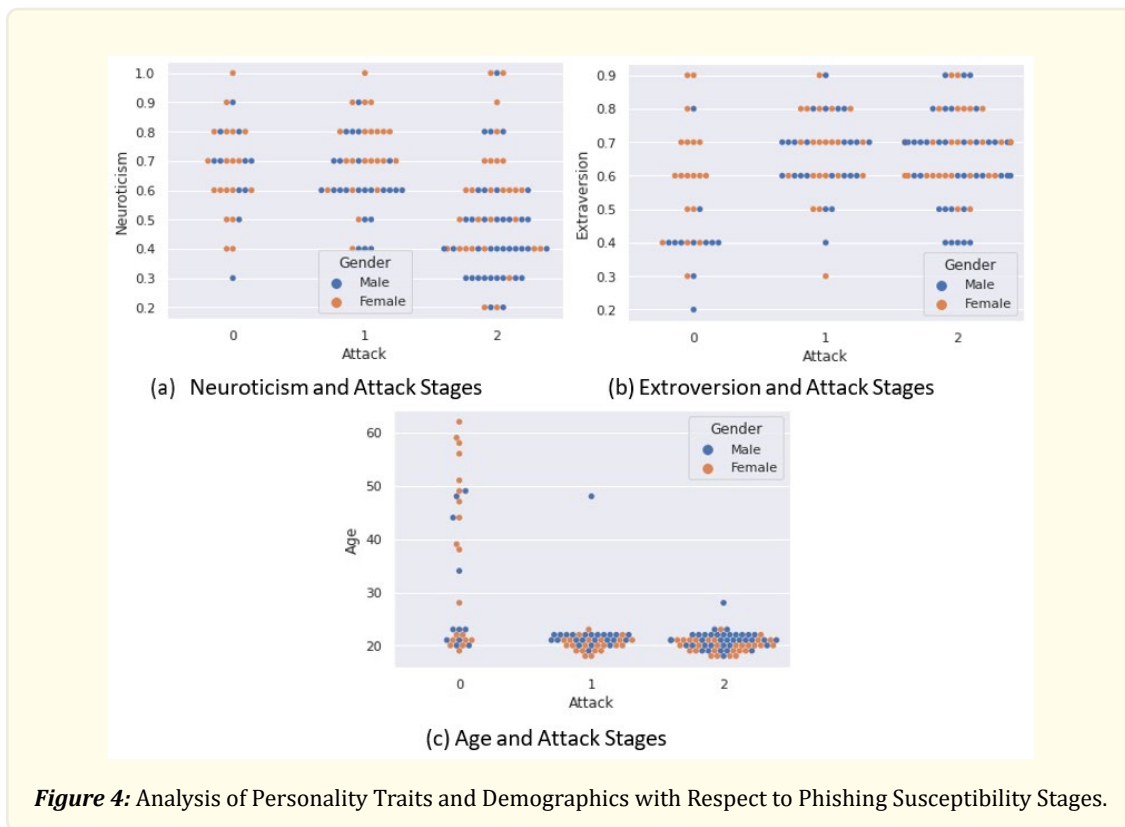 1.0
0.9
0.8
0.7
0.6
0.5
0.4
0.3
0.2
Neuroticism
Gender
Male
Female
0 1 2
Attack
(a) Neuroticism and Attack Stages
0.9
0.8
0.7
0.6
0.5
0.4
0.3
0.2
Extraversion
Gender
Male
Female
0 1 2
Attack
(b) Extroversion and Attack Stages
60
50
40
30
20
Age
Gender
Male
Female
0 1 2
Attack
(c) Age and Attack Stages
Figure 4: Analysis of Personality Traits and Demographics with Respect to Phishing Susceptibility Stages.